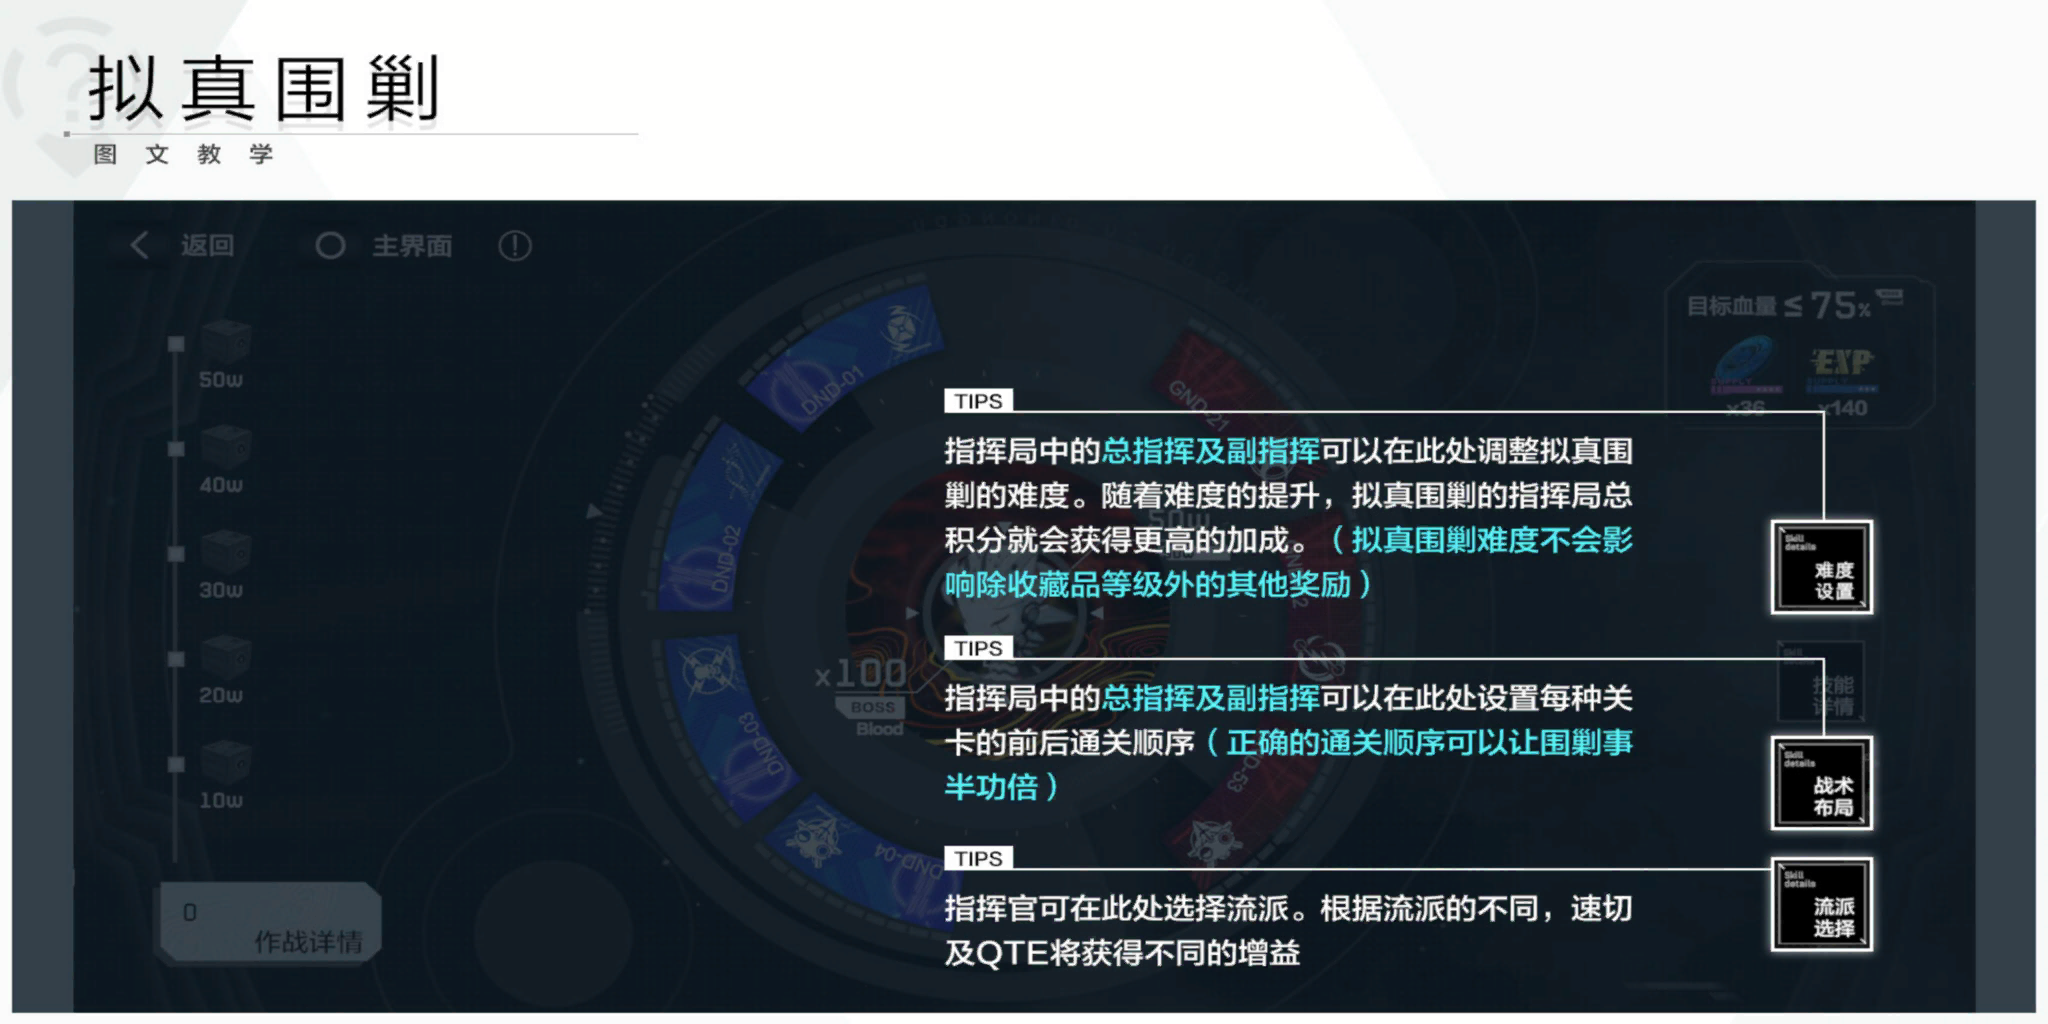 拟真围剿
图文教学
返回
主界面
目标血量≤75%
EXP
x36
x140
50w
40w
30w
20w
10w
0
作战详情
DND-01
DND-02
DND-03
DND-04
GND-21
x100
BOSS
Blood
TIPS
指挥局中的总指挥及副指挥可以在此处调整拟真围
剿的难度。随着难度的提升，拟真围剿的指挥局总
积分就会获得更高的加成。（拟真围剿难度不会影
响除收藏品等级外的其他奖励）
Skill
details
难度
设置
TIPS
指挥局中的总指挥及副指挥可以在此处设置每种关
卡的前后通关顺序（正确的通关顺序可以让围剿事
半功倍）
技能
详情
Skill
details
战术
布局
TIPS
指挥官可在此处选择流派。根据流派的不同，速切
及QTE将获得不同的增益
Skill
details
流派
选择